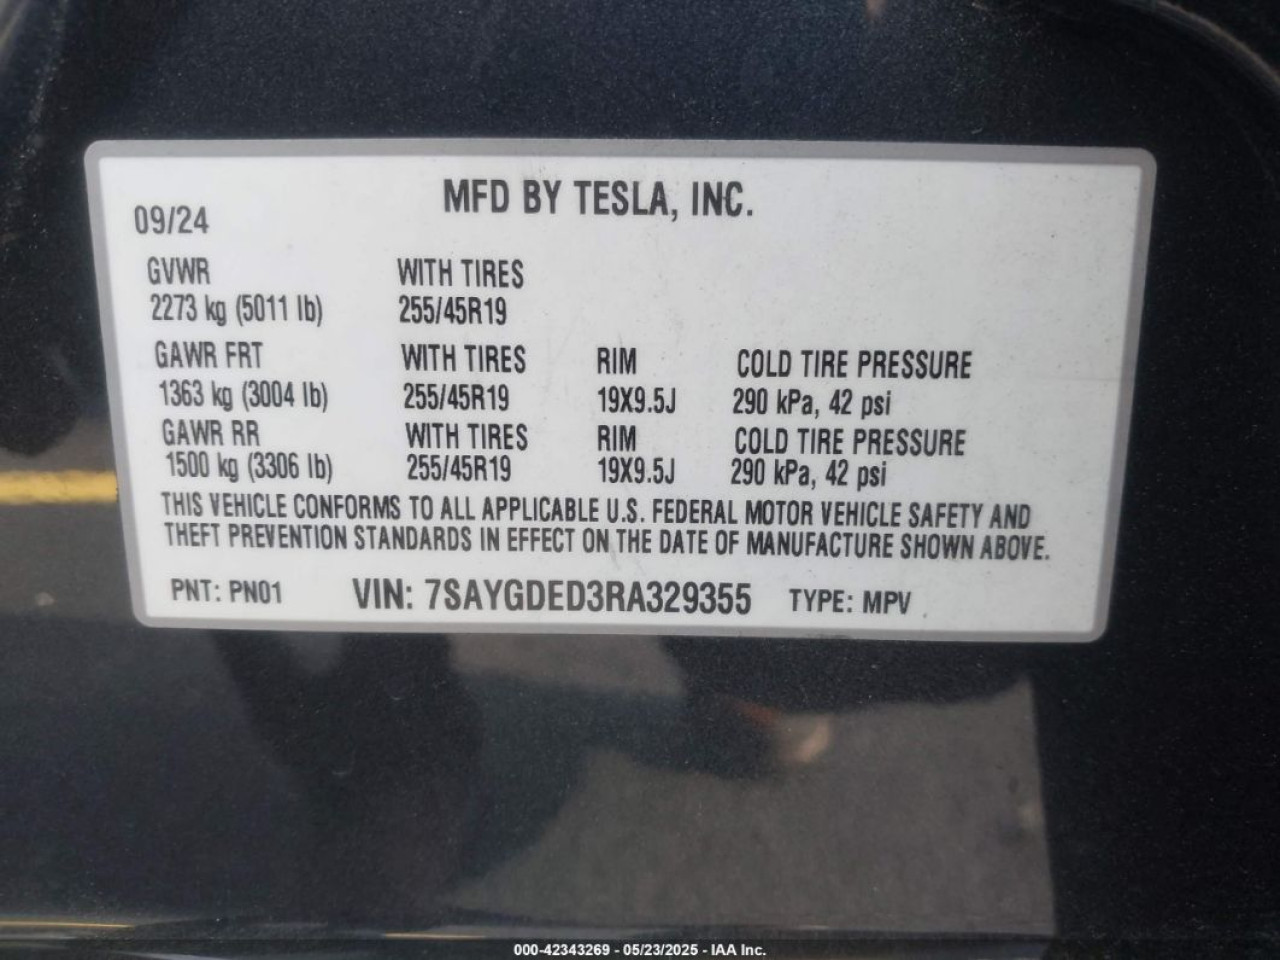 MFD BY TESLA, INC.
09/24
GVWR WITH TIRES
2273 kg (5011 lb) 255/45R19
GAWR FRT WITH TIRES RIM COLD TIRE PRESSURE
1363 kg (3004 lb) 255/45R19 19X9.5J 290 kPa, 42 psi
GAWR RR WITH TIRES RIM COLD TIRE PRESSURE
1500 kg (3306 lb) 255/45R19 19X9.5J 290 kPa, 42 psi
THIS VEHICLE CONFORMS TO ALL APPLICABLE U.S. FEDERAL MOTOR VEHICLE SAFETY AND
THEFT PREVENTION STANDARDS IN EFFECT ON THE DATE OF MANUFACTURE SHOWN ABOVE.
PNT: PN01 VIN: 7SAYGDED3RA329355 TYPE: MPV
000-42343269 - 05/23/2025 - IAA Inc.